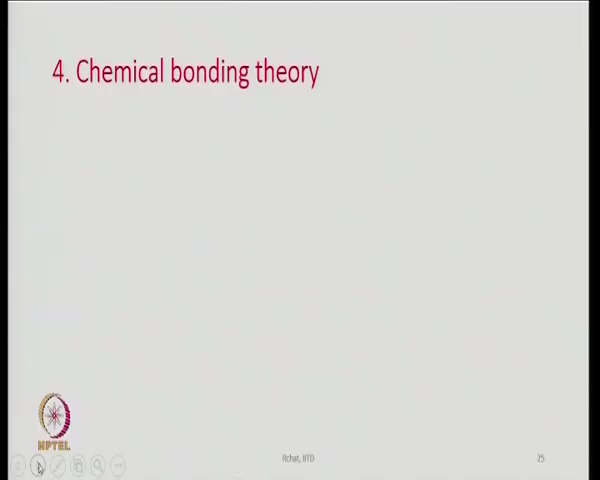 4. Chemical bonding theory
NPTEL
Rchat, IITD
25